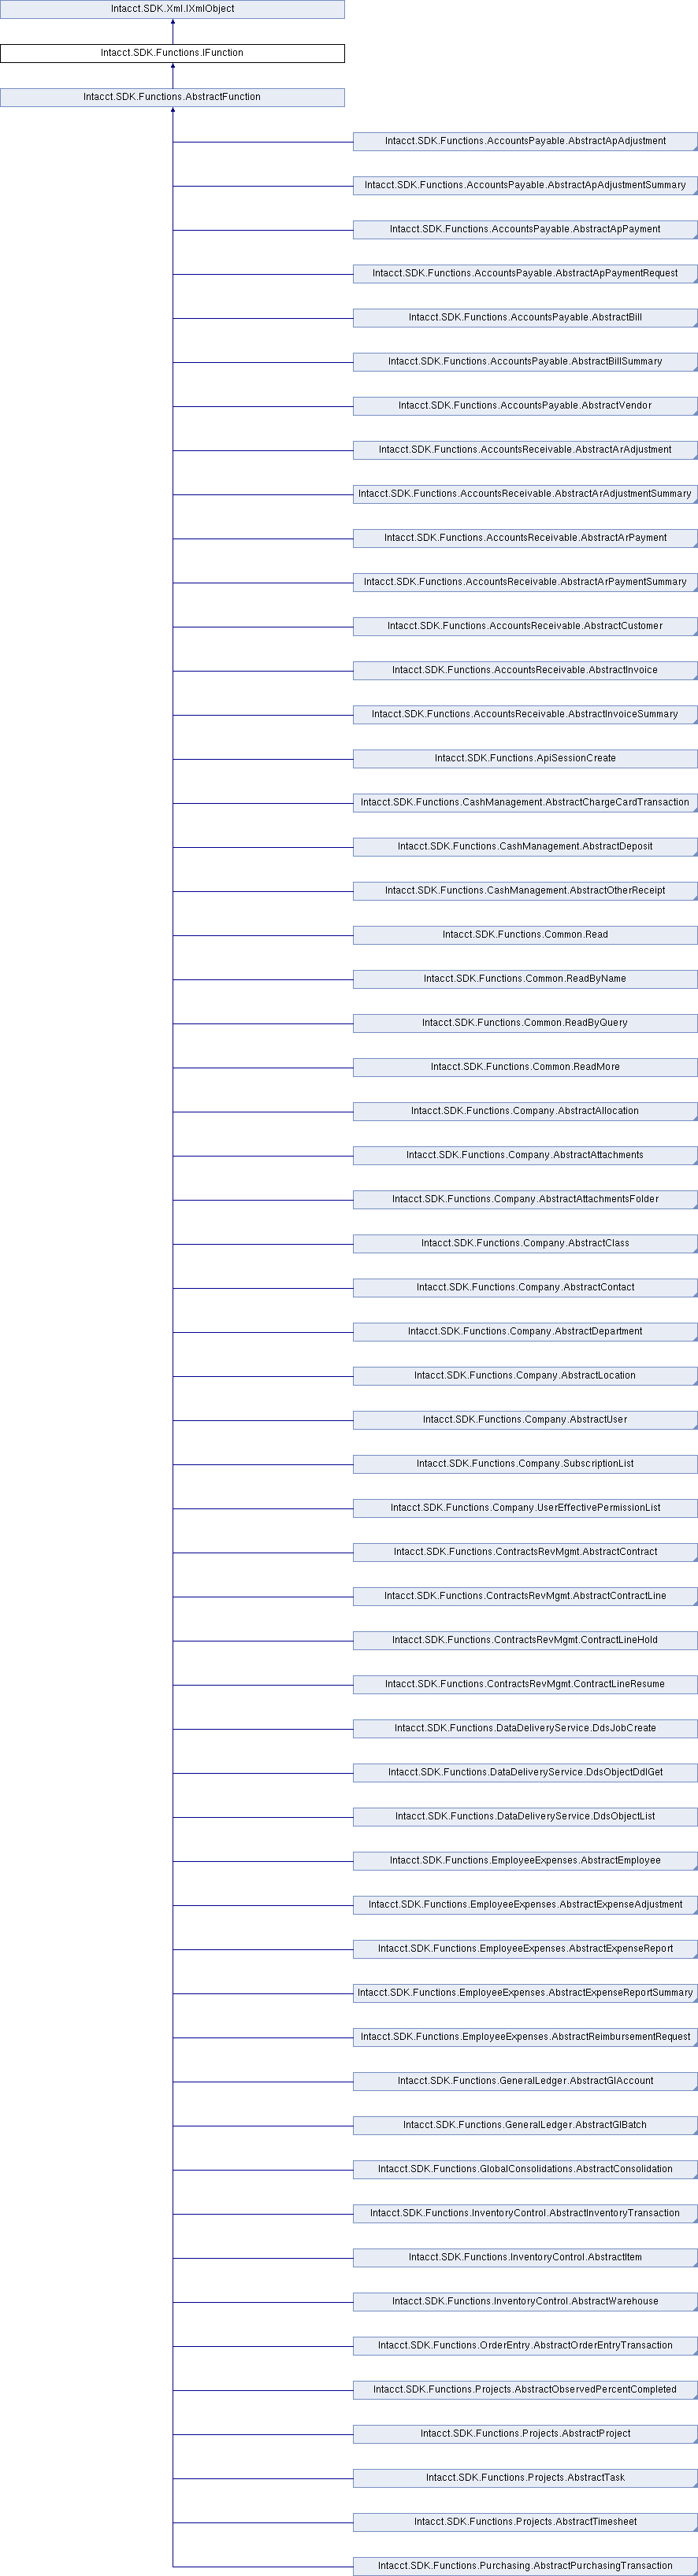 Intacct.SDK.Xml.IXmlObject
Intacct.SDK.Functions.IFunction
Intacct.SDK.Functions.AbstractFunction
Intacct.SDK.Functions.AccountsPayable.AbstractApAdjustment
Intacct.SDK.Functions.AccountsPayable.AbstractApAdjustmentSummary
Intacct.SDK.Functions.AccountsPayable.AbstractApPayment
Intacct.SDK.Functions.AccountsPayable.AbstractApPaymentRequest
Intacct.SDK.Functions.AccountsPayable.AbstractBill
Intacct.SDK.Functions.AccountsPayable.AbstractBillSummary
Intacct.SDK.Functions.AccountsPayable.AbstractVendor
Intacct.SDK.Functions.AccountsReceivable.AbstractArAdjustment
Intacct.SDK.Functions.AccountsReceivable.AbstractArAdjustmentSummary
Intacct.SDK.Functions.AccountsReceivable.AbstractArPayment
Intacct.SDK.Functions.AccountsReceivable.AbstractArPaymentSummary
Intacct.SDK.Functions.AccountsReceivable.AbstractCustomer
Intacct.SDK.Functions.AccountsReceivable.AbstractInvoice
Intacct.SDK.Functions.AccountsReceivable.AbstractInvoiceSummary
Intacct.SDK.Functions.ApiSessionCreate
Intacct.SDK.Functions.CashManagement.AbstractChargeCardTransaction
Intacct.SDK.Functions.CashManagement.AbstractDeposit
Intacct.SDK.Functions.CashManagement.AbstractOtherReceipt
Intacct.SDK.Functions.Common.Read
Intacct.SDK.Functions.Common.ReadByName
Intacct.SDK.Functions.Common.ReadByQuery
Intacct.SDK.Functions.Common.ReadMore
Intacct.SDK.Functions.Company.AbstractAllocation
Intacct.SDK.Functions.Company.AbstractAttachments
Intacct.SDK.Functions.Company.AbstractAttachmentsFolder
Intacct.SDK.Functions.Company.AbstractClass
Intacct.SDK.Functions.Company.AbstractContact
Intacct.SDK.Functions.Company.AbstractDepartment
Intacct.SDK.Functions.Company.AbstractLocation
Intacct.SDK.Functions.Company.AbstractUser
Intacct.SDK.Functions.Company.SubscriptionList
Intacct.SDK.Functions.Company.UserEffectivePermissionList
Intacct.SDK.Functions.ContractsRevMgmt.AbstractContract
Intacct.SDK.Functions.ContractsRevMgmt.AbstractContractLine
Intacct.SDK.Functions.ContractsRevMgmt.ContractLineHold
Intacct.SDK.Functions.ContractsRevMgmt.ContractLineResume
Intacct.SDK.Functions.DataDeliveryService.DdsJobCreate
Intacct.SDK.Functions.DataDeliveryService.DdsObjectDdlGet
Intacct.SDK.Functions.DataDeliveryService.DdsObjectList
Intacct.SDK.Functions.EmployeeExpenses.AbstractEmployee
Intacct.SDK.Functions.EmployeeExpenses.AbstractExpenseAdjustment
Intacct.SDK.Functions.EmployeeExpenses.AbstractExpenseReport
Intacct.SDK.Functions.EmployeeExpenses.AbstractExpenseReportSummary
Intacct.SDK.Functions.EmployeeExpenses.AbstractReimbursementRequest
Intacct.SDK.Functions.GeneralLedger.AbstractGlAccount
Intacct.SDK.Functions.GeneralLedger.AbstractGlBatch
Intacct.SDK.Functions.GlobalConsolidations.AbstractConsolidation
Intacct.SDK.Functions.InventoryControl.AbstractInventoryTransaction
Intacct.SDK.Functions.InventoryControl.AbstractItem
Intacct.SDK.Functions.InventoryControl.AbstractWarehouse
Intacct.SDK.Functions.OrderEntry.AbstractOrderEntryTransaction
Intacct.SDK.Functions.Projects.AbstractObservedPercentCompleted
Intacct.SDK.Functions.Projects.AbstractProject
Intacct.SDK.Functions.Projects.AbstractTask
Intacct.SDK.Functions.Projects.AbstractTimesheet
Intacct.SDK.Functions.Purchasing.AbstractPurchasingTransaction